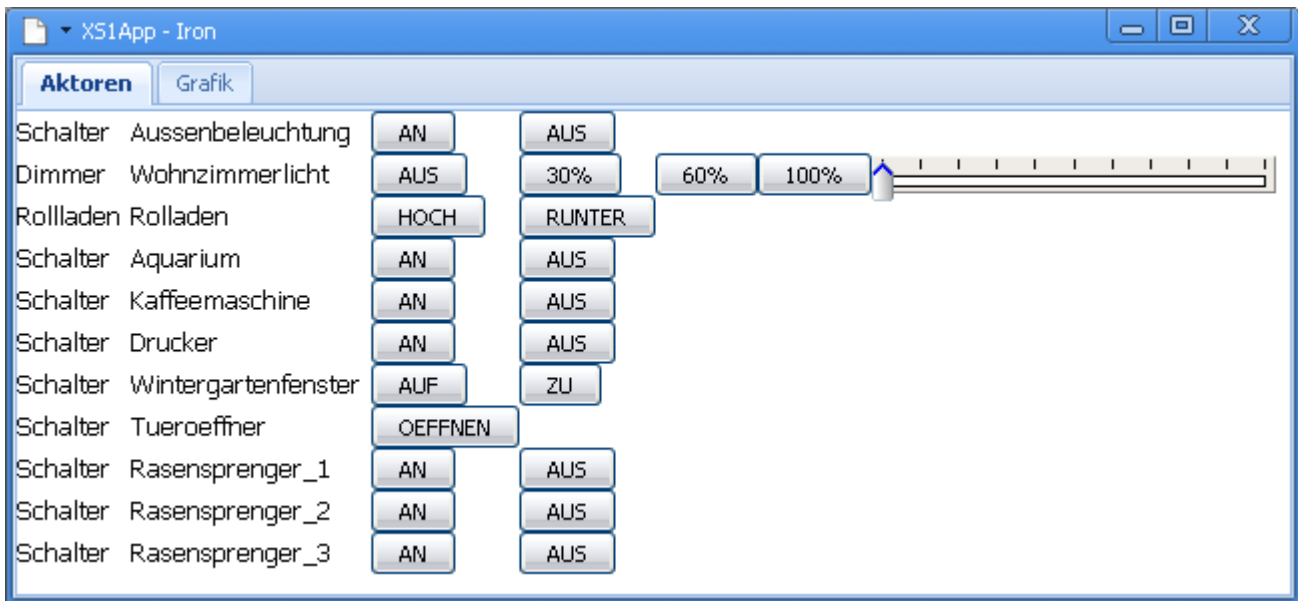 XS1App - Iron
Aktoren Grafik
Schalter Aussenbeleuchtung AN AUS
Dimmer Wohnzimmerlicht AUS 30% 60% 100%
Rollladen Rolladen HOCH RUNTER
Schalter Aquarium AN AUS
Schalter Kaffeemaschine AN AUS
Schalter Drucker AN AUS
Schalter Wintergartenfenster AUF ZU
Schalter Tueroeffner OEFFNEN
Schalter Rasensprenger_1 AN AUS
Schalter Rasensprenger_2 AN AUS
Schalter Rasensprenger_3 AN AUS